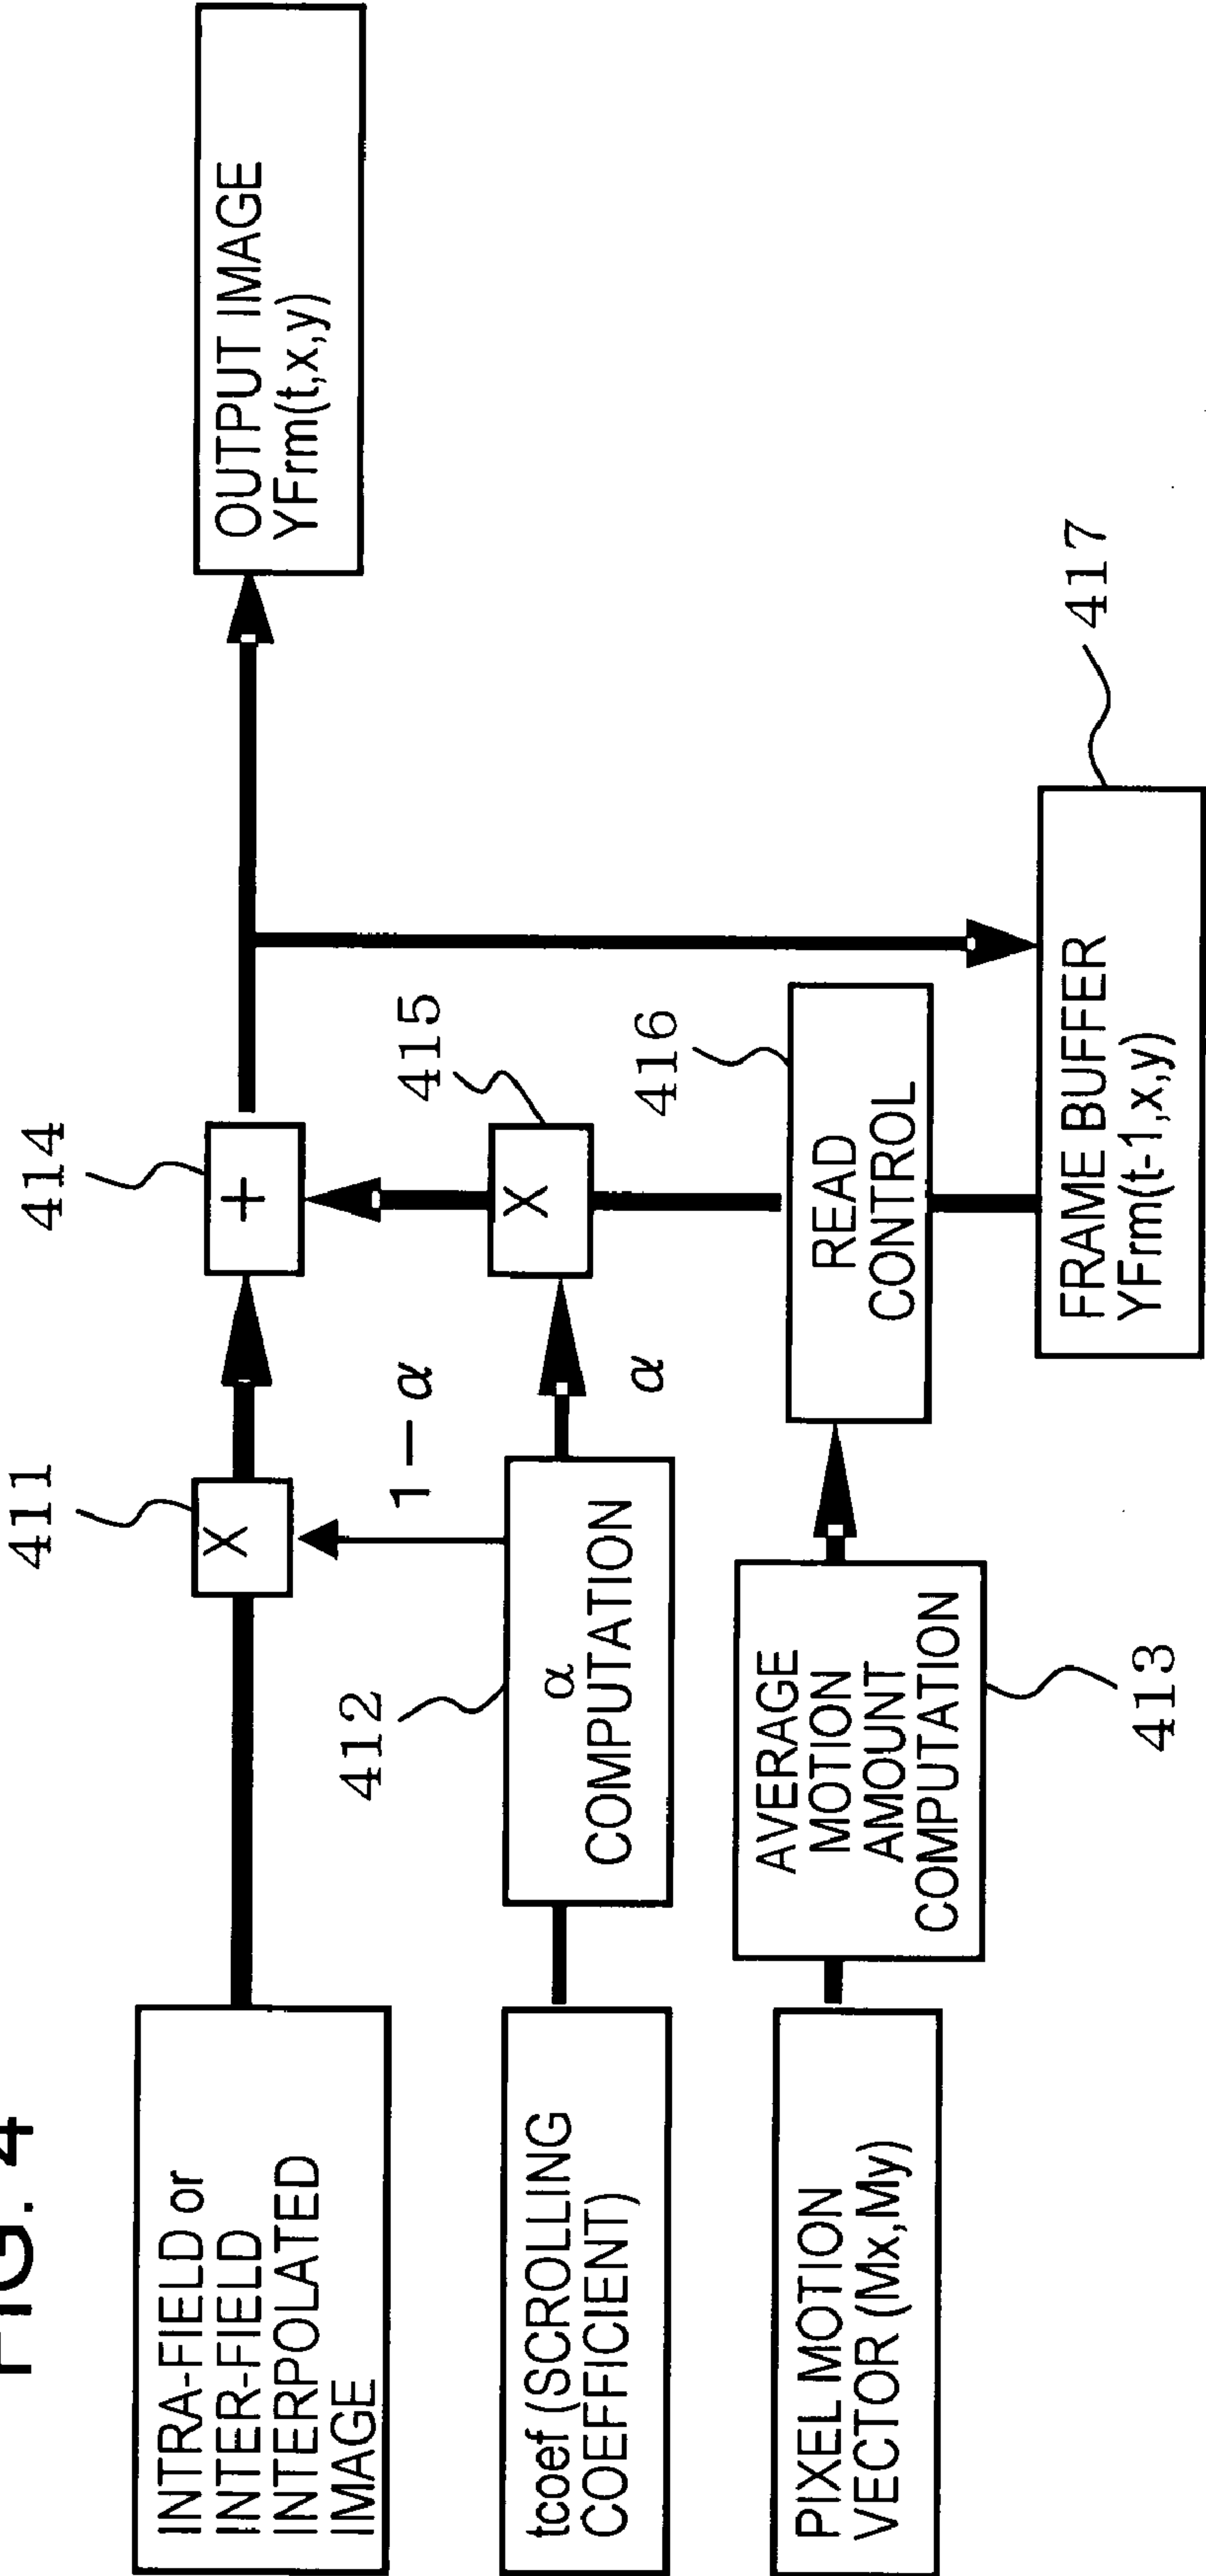 FIG. 4
INTRA-FIELD or
INTER-FIELD
INTERPOLATED
IMAGE
411
X
414
+
OUTPUT IMAGE
YFrm(t,x,y)
1-α
tcoef (SCROLLING
COEFFICIENT)
412
α
COMPUTATION
α
415
X
PIXEL MOTION
VECTOR (Mx,My)
AVERAGE
MOTION
AMOUNT
COMPUTATION
413
416
READ
CONTROL
FRAME BUFFER
YFrm(t-1,x,y)
417